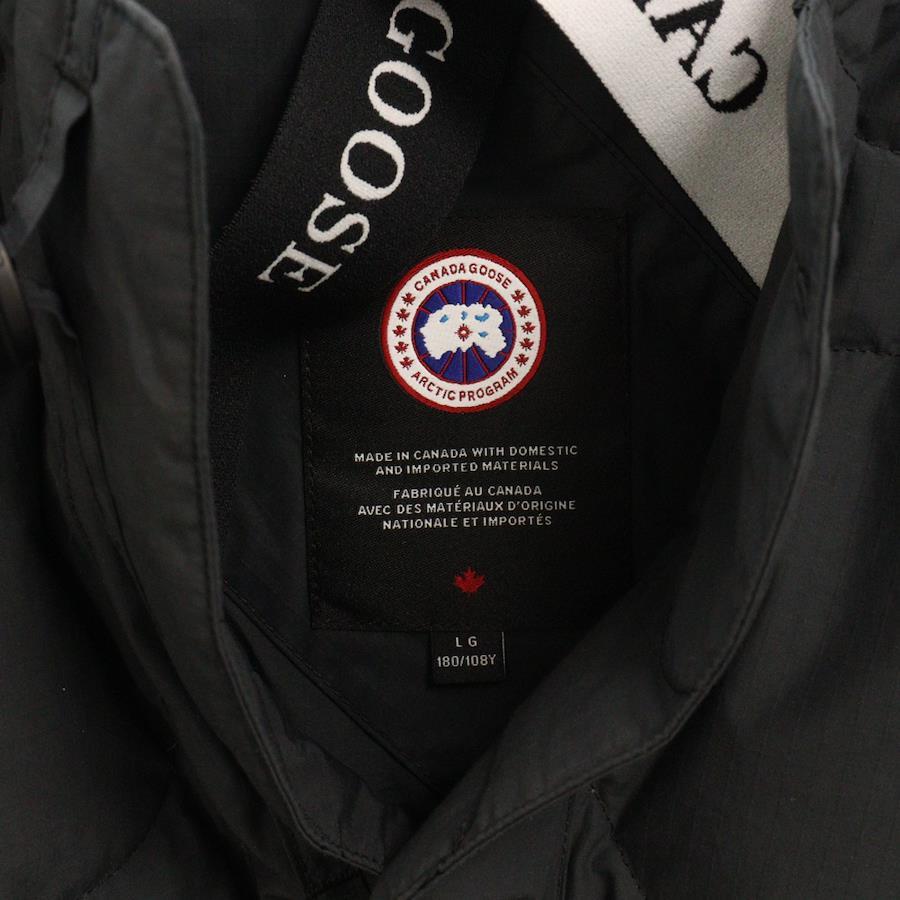 GOOSE
CA
CANADA GOOSE
ARCTIC PROGRAM
MADE IN CANADA WITH DOMESTIC
AND IMPORTED MATERIALS
FABRIQUÉ AU CANADA
AVEC DES MATÉRIAUX D'ORIGINE
NATIONALE ET IMPORTÉS
LG
180/108Y